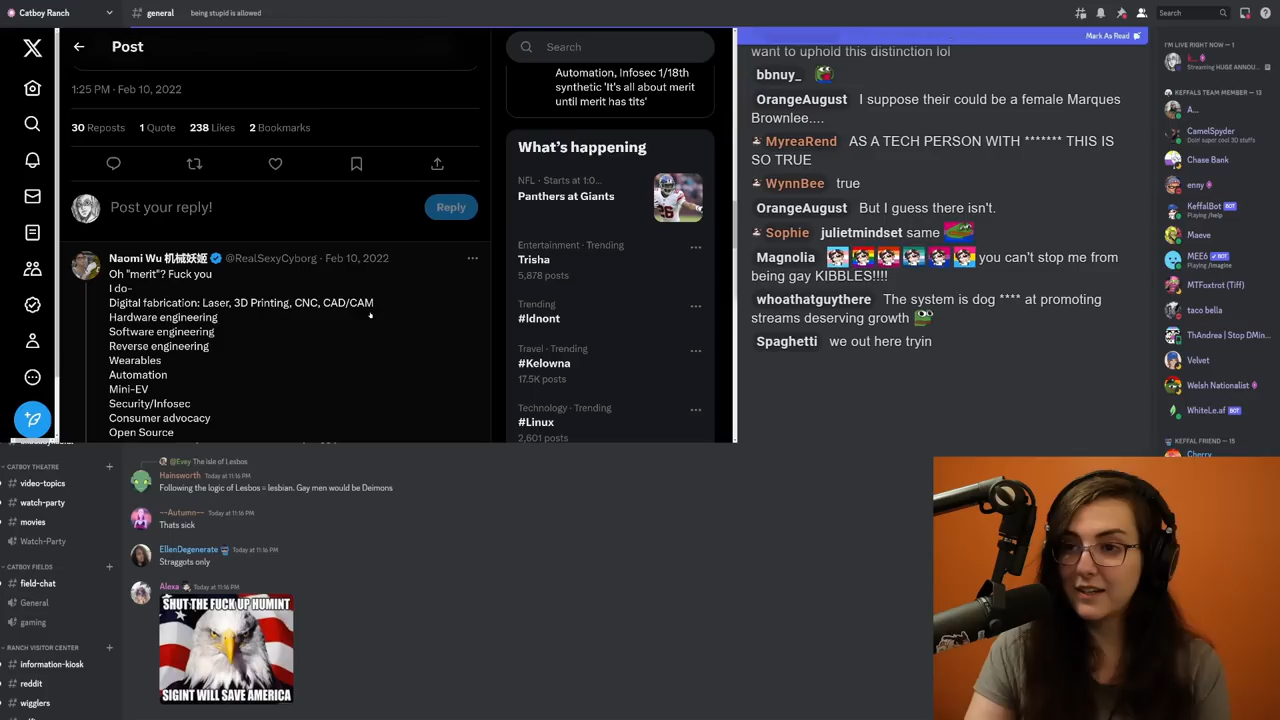 Catboy Ranch
general
being stupid is allowed
Search
Post
Search
1:25 PM · Feb 10, 2022
30 Reposts 1 Quote 238 Likes 2 Bookmarks
Post your reply!
Reply
Naomi Wu 机械妖姬 @RealSexyCyborg · Feb 10, 2022
Oh "merit"? Fuck you
I do-
Digital fabrication: Laser, 3D Printing, CNC, CAD/CAM
Hardware engineering
Software engineering
Reverse engineering
Wearables
Automation
Mini-EV
Security/Infosec
Consumer advocacy
Open Source
Automation, Infosec 1/18th
synthetic 'It's all about merit
until merit has tits'
What's happening
NFL · Starts at 1:0...
Panthers at Giants
Entertainment · Trending
Trisha
5,878 posts
Trending
#ldnont
Travel · Trending
#Kelowna
17.5K posts
Technology · Trending
#Linux
2,601 posts
Mark As Read
want to uphold this distinction lol
bbnuy_
OrangeAugust I suppose their could be a female Marques
Brownlee....
MyreaRend AS A TECH PERSON WITH ******* THIS IS
SO TRUE
WynnBee true
OrangeAugust But I guess there isn't.
Sophie julietmindset same
Magnolia you can't stop me from
being gay KIBBLES!!!!
whoathatguythere The system is dog **** at promoting
streams deserving growth
Spaghetti we out here tryin
I'M LIVE RIGHT NOW — 1
Streaming HUGE ANNOU...
KEFFALS TEAM MEMBER — 13
A...
CamelSpyder
Doin' super cool 3D stuffs
Chase Bank
enny
KeffalBot BOT
Playing /help
Maeve
MEE6 BOT
Playing /imagine
MTFoxtrot (Tiff)
taco bella
ThAndrea | Stop DMin...
Velvet
Welsh Nationalist
WhiteLe.af BOT
KEFFAL FRIEND — 15
Cherry
CATBOY THEATRE
video-topics
watch-party
movies
Watch-Party
CATBOY FIELDS
field-chat
General
gaming
RANCH VISITOR CENTER
information-kiosk
reddit
wigglers
@Evey The isle of Lesbos
Hainsworth Today at 11:16 PM
Following the logic of Lesbos = lesbian. Gay men would be Deimons
~~Autumn~~ Today at 11:16 PM
Thats sick
EllenDegenerate Today at 11:16 PM
Straggots only
Alexa Today at 11:16 PM
SHUT THE FUCK UP HUMINT
SIGINT WILL SAVE AMERICA